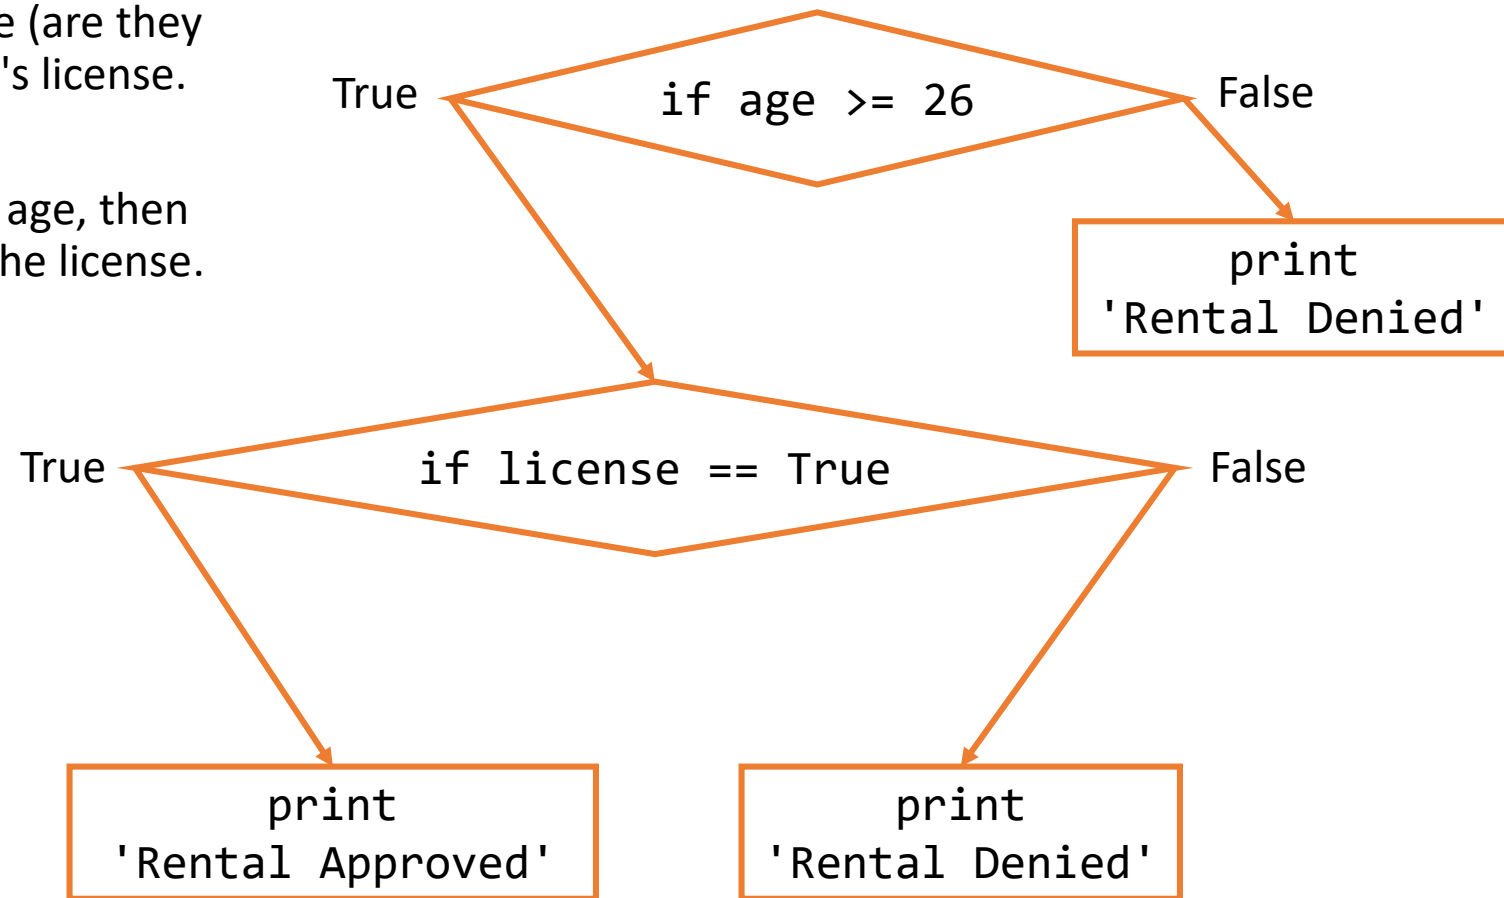 e (are they
's license.
age, then
he license.
True
if age >= 26
False
print
'Rental Denied'
True
if license == True
False
print
'Rental Approved'
print
'Rental Denied'